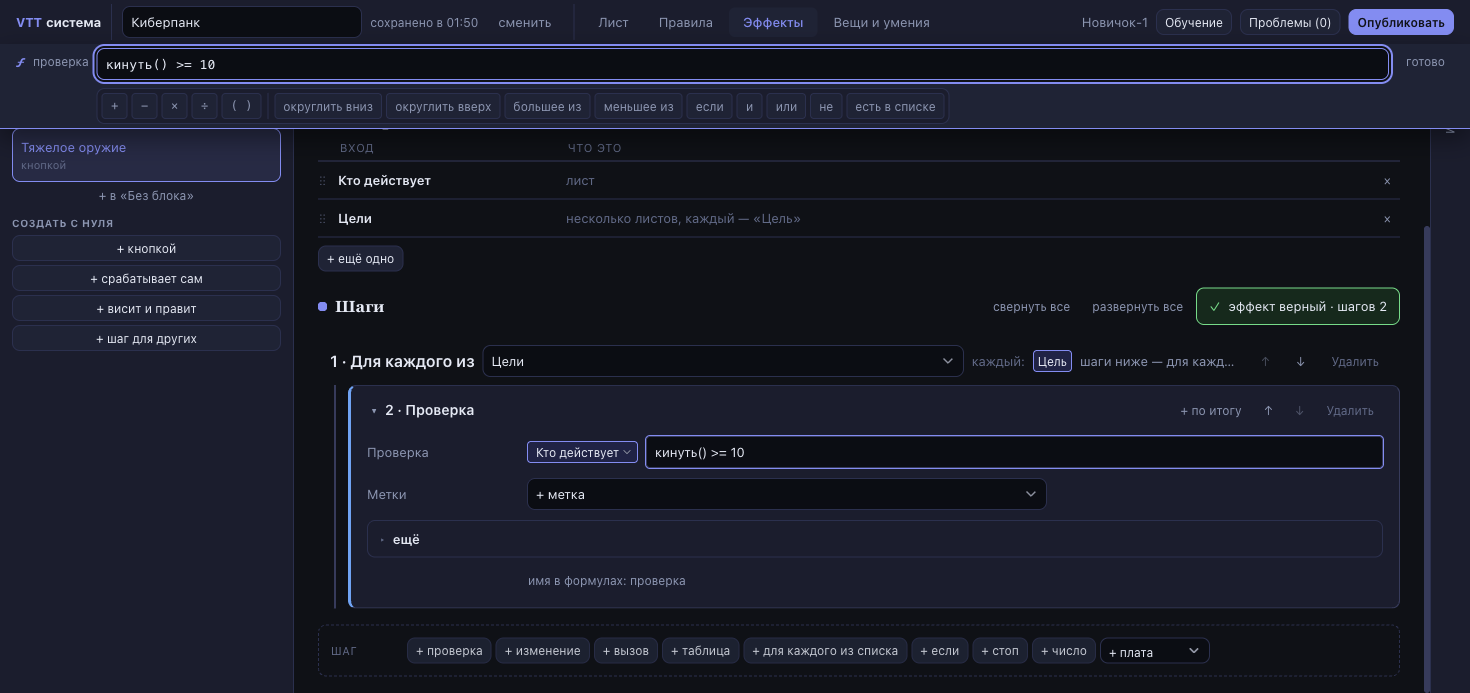 VTT система Киберпанк сохранено в 01:50 сменить Лист Правила Эффекты Вещи и умения Новичок-1 Обучение Проблемы (0) Опубликовать
ƒ проверка кинуть() >= 10 готово
+ − × ÷ ( ) округлить вниз округлить вверх большее из меньшее из если и или не есть в списке
Тяжелое оружие
кнопкой
+ в «Без блока»
СОЗДАТЬ С НУЛЯ
+ кнопкой
+ срабатывает сам
+ висит и правит
+ шаг для других
ВХОД ЧТО ЭТО
Кто действует лист ×
Цели несколько листов, каждый — «Цель» ×
+ ещё одно
Шаги свернуть все развернуть все ✓ эффект верный · шагов 2
1 · Для каждого из Цели каждый: Цель шаги ниже — для кажд... ↑ ↓ Удалить
2 · Проверка + по итогу ↑ ↓ Удалить
Проверка Кто действует кинуть() >= 10
Метки + метка
ещё
имя в формулах: проверка
ШАГ + проверка + изменение + вызов + таблица + для каждого из списка + если + стоп + число + плата